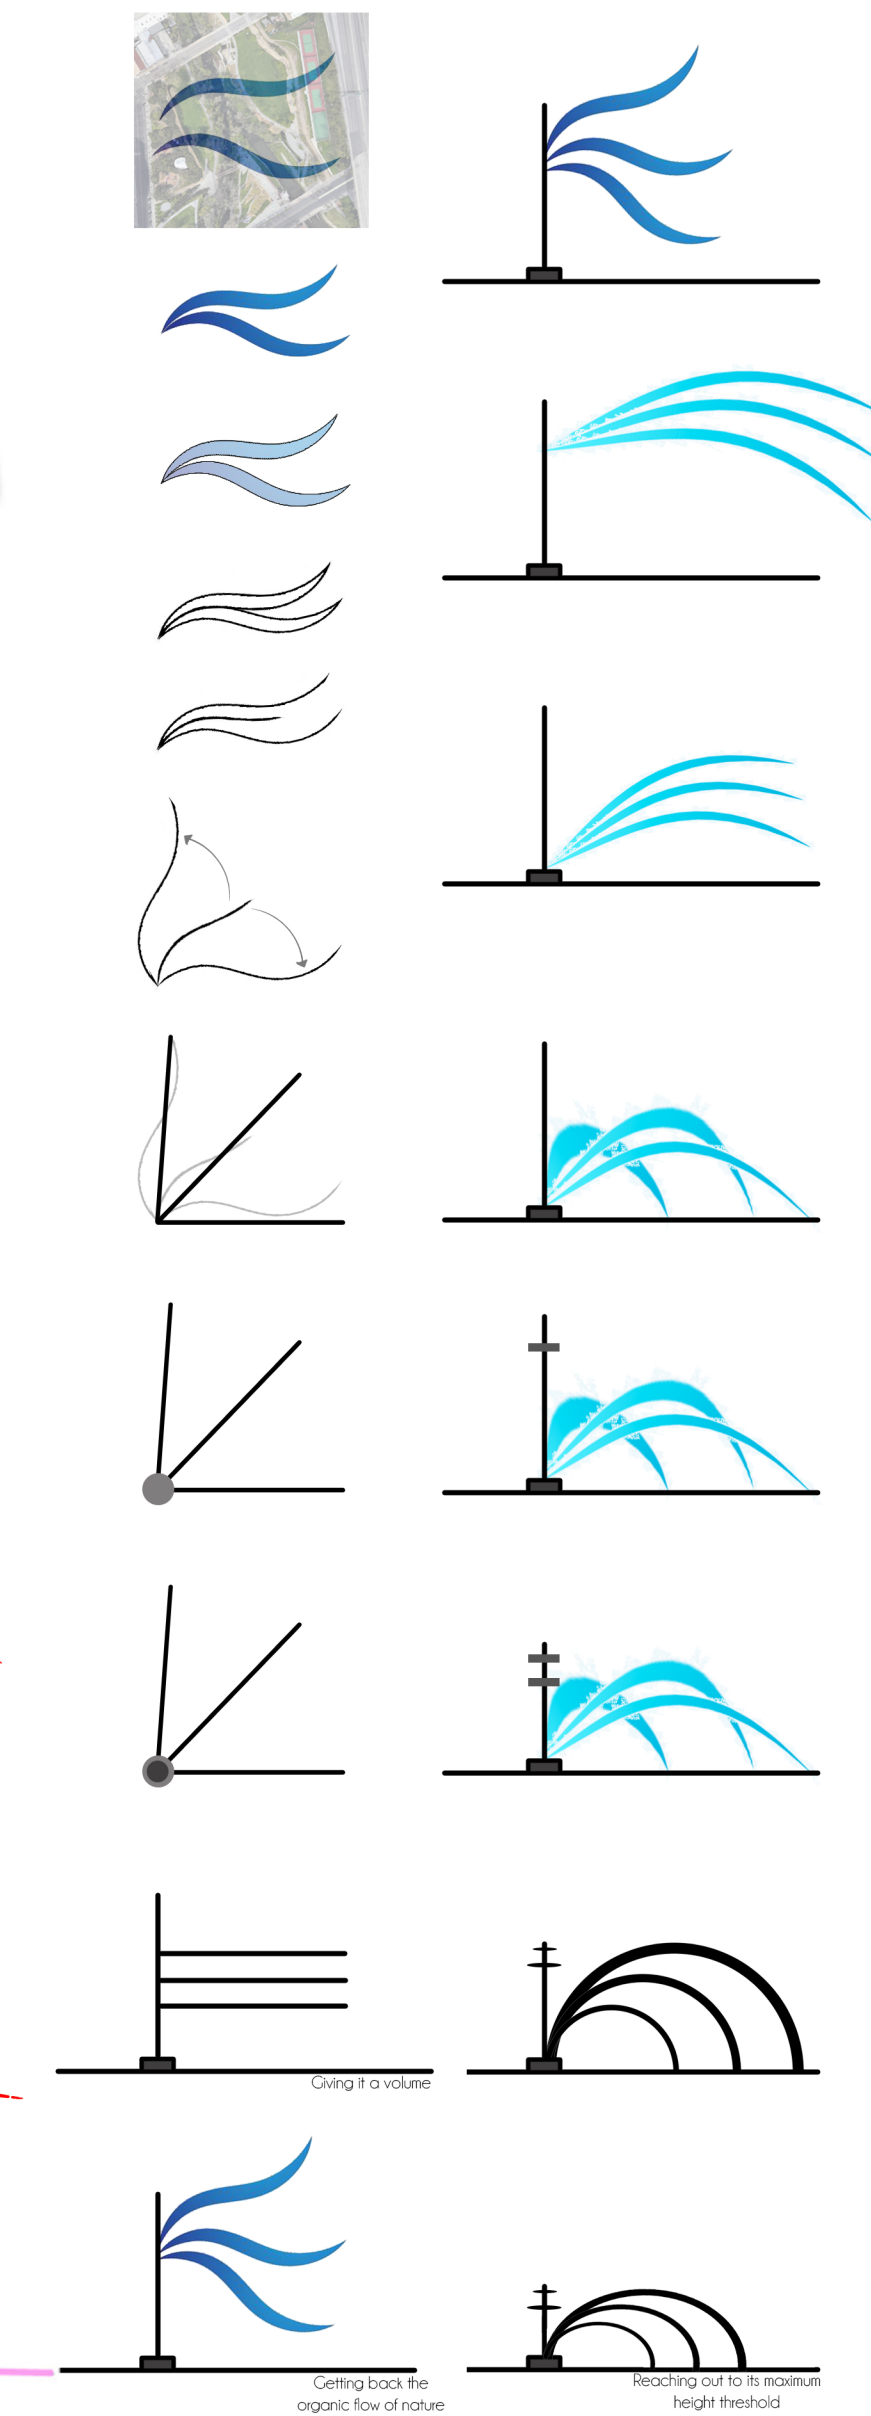 Giving it a volume
Getting back the
organic flow of nature
Reaching out to its maximum
height threshold